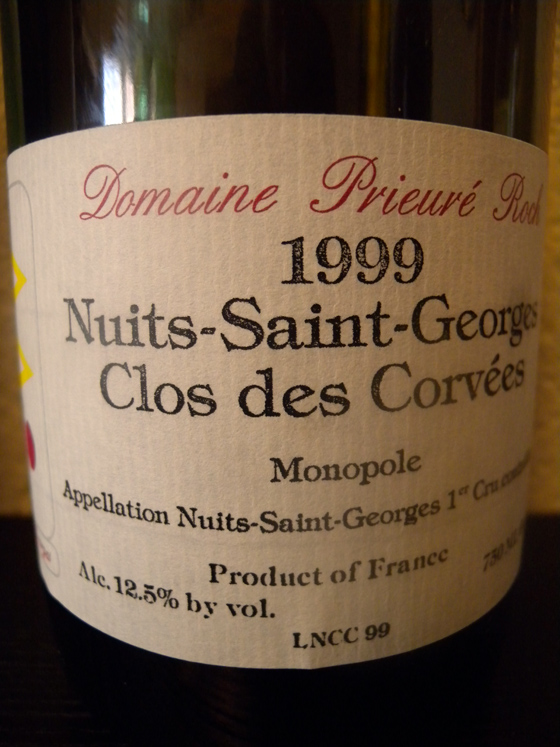 Domaine Prieuré Roch
1999
Nuits-Saint-Georges
Clos des Corvées
Monopole
Appellation Nuits-Saint-Georges 1er Cru
Product of France
Alc. 12.5% by vol.
750
LNCC 99